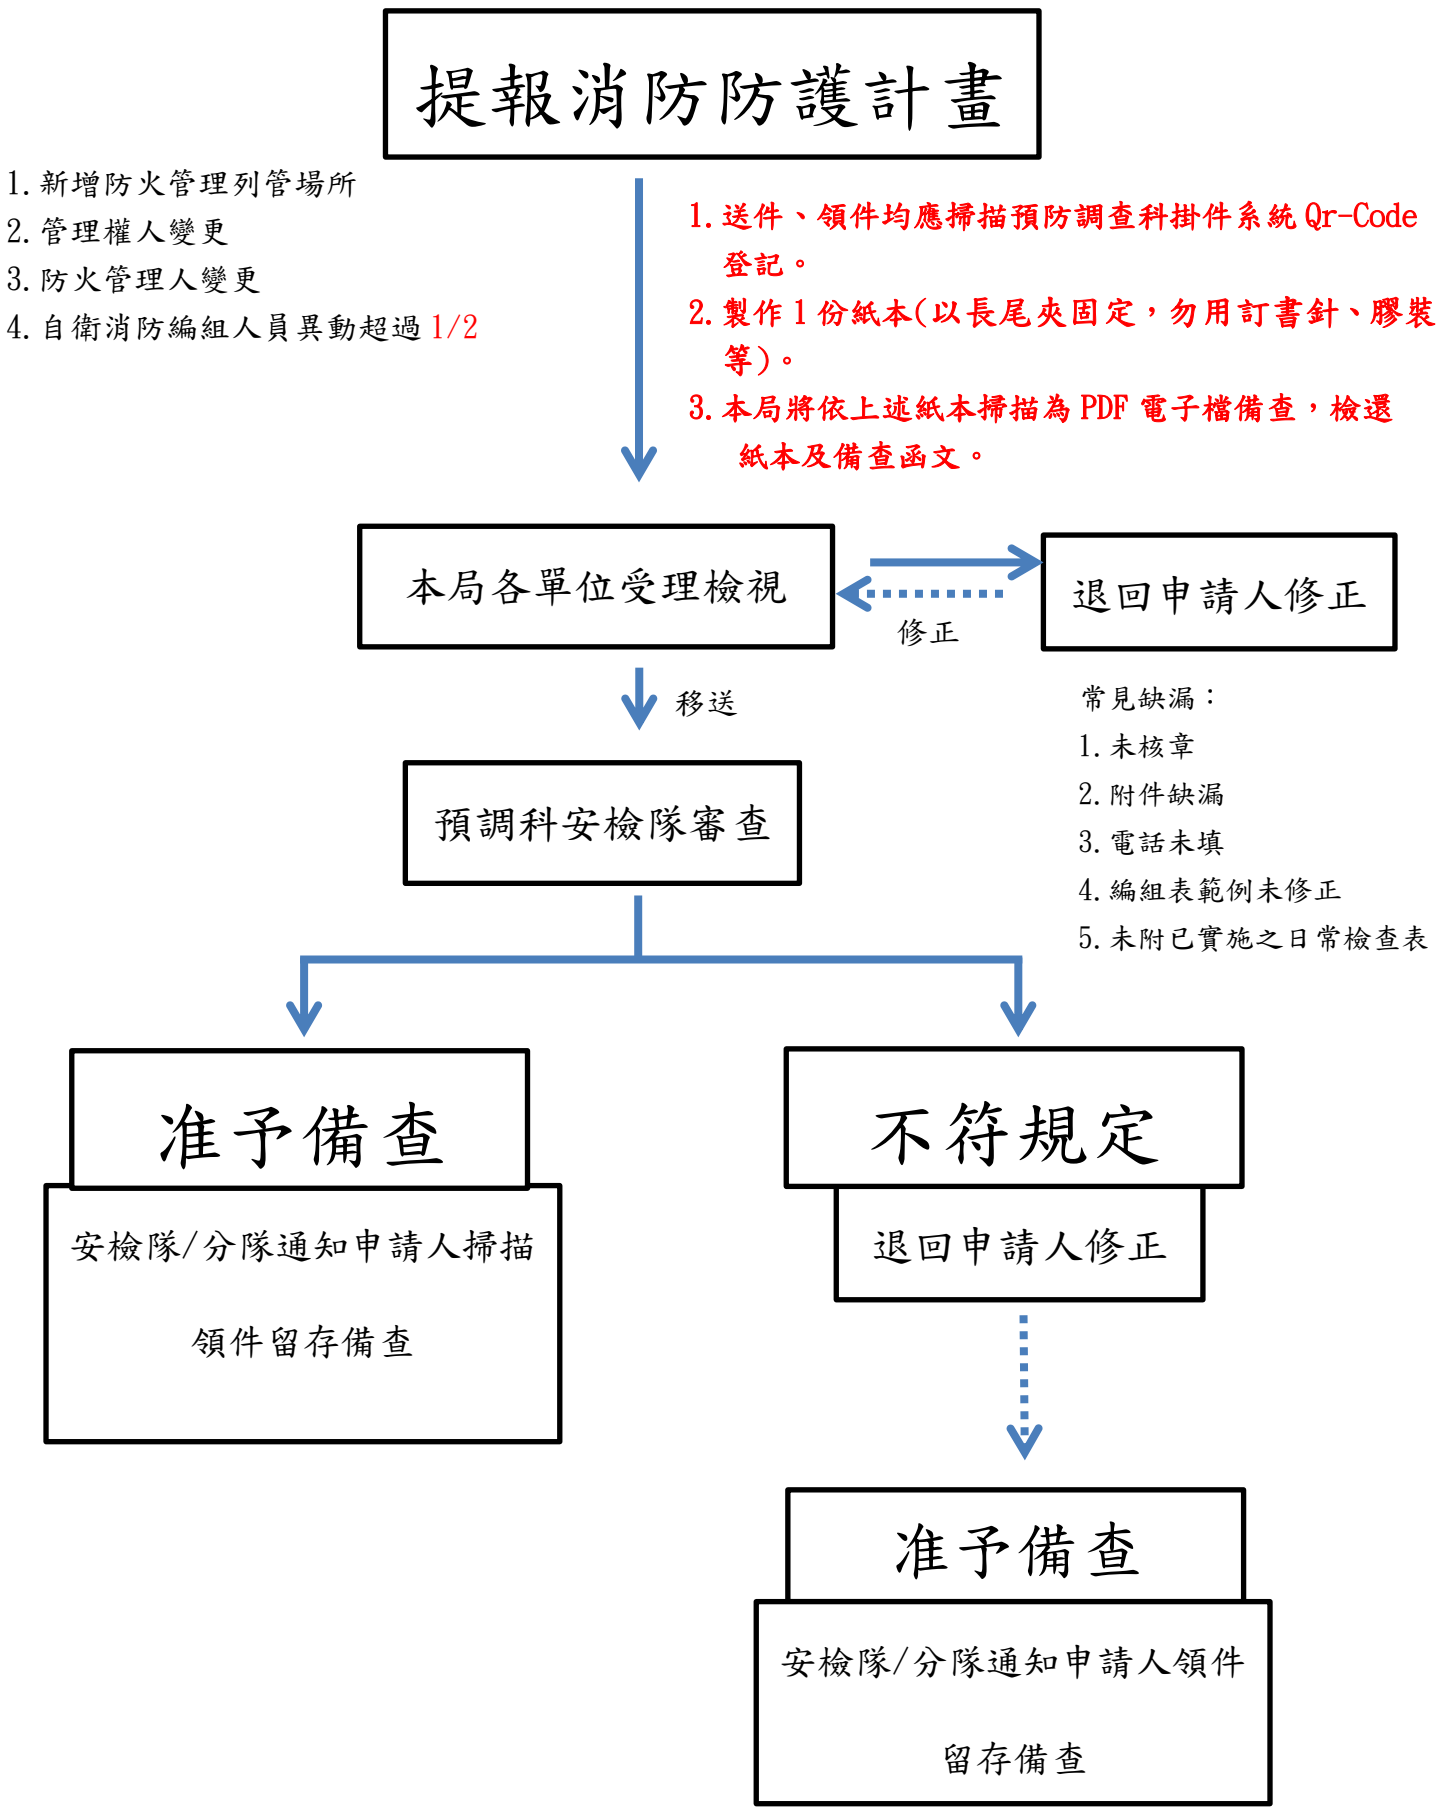 提報消防防護計畫
1.新增防火管理列管場所
2.管理權人變更
3.防火管理人變更
4.自衛消防編組人員異動超過1/2
1.送件、領件均應掃描預防調查科掛件系統Qr-Code
登記。
2.製作1份紙本(以長尾夾固定，勿用訂書針、膠裝
等)。
3.本局將依上述紙本掃描為PDF電子檔備查，檢還
紙本及備查函文。
本局各單位受理檢視
退回申請人修正
修正
移送
常見缺漏：
1.未核章
2.附件缺漏
3.電話未填
4.編組表範例未修正
5.未附已實施之日常檢查表
預調科安檢隊審查
准予備查
安檢隊/分隊通知申請人掃描
領件留存備查
不符規定
退回申請人修正
准予備查
安檢隊/分隊通知申請人領件
留存備查